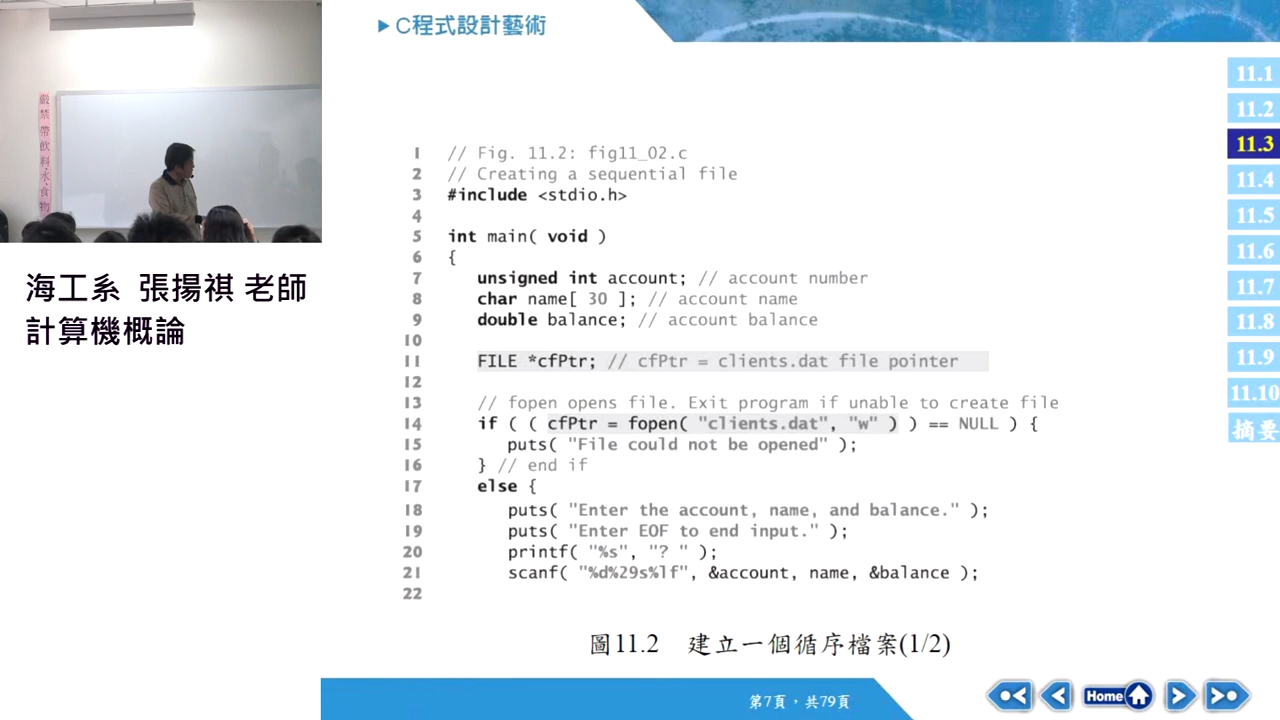 嚴禁帶飲料、水、食物
海工系 張揚祺 老師
計算機概論
C程式設計藝術
1 // Fig. 11.2: fig11_02.c
2 // Creating a sequential file
3 #include <stdio.h>
4
5 int main( void )
6 {
7 unsigned int account; // account number
8 char name[ 30 ]; // account name
9 double balance; // account balance
10
11 FILE *cfPtr; // cfPtr = clients.dat file pointer
12
13 // fopen opens file. Exit program if unable to create file
14 if ( ( cfPtr = fopen( "clients.dat", "w" ) ) == NULL ) {
15 puts( "File could not be opened" );
16 } // end if
17 else {
18 puts( "Enter the account, name, and balance." );
19 puts( "Enter EOF to end input." );
20 printf( "%s", "? " );
21 scanf( "%d%29s%lf", &account, name, &balance );
22
圖11.2 建立一個循序檔案(1/2)
11.1
11.2
11.3
11.4
11.5
11.6
11.7
11.8
11.9
11.10
摘要
第7頁，共79頁
Home